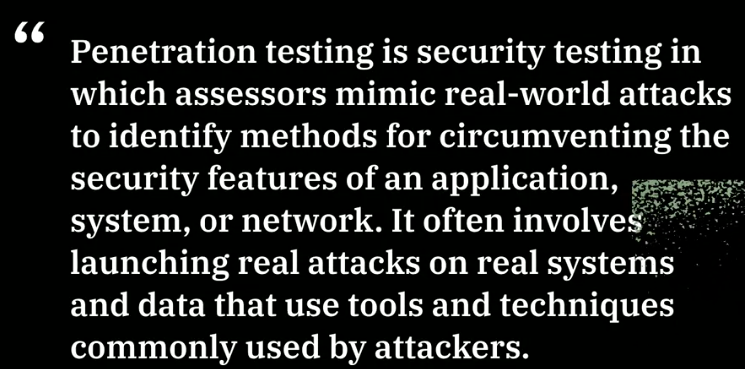 “
Penetration testing is security testing in
which assessors mimic real-world attacks
to identify methods for circumventing the
security features of an application,
system, or network. It often involves
launching real attacks on real systems
and data that use tools and techniques
commonly used by attackers.